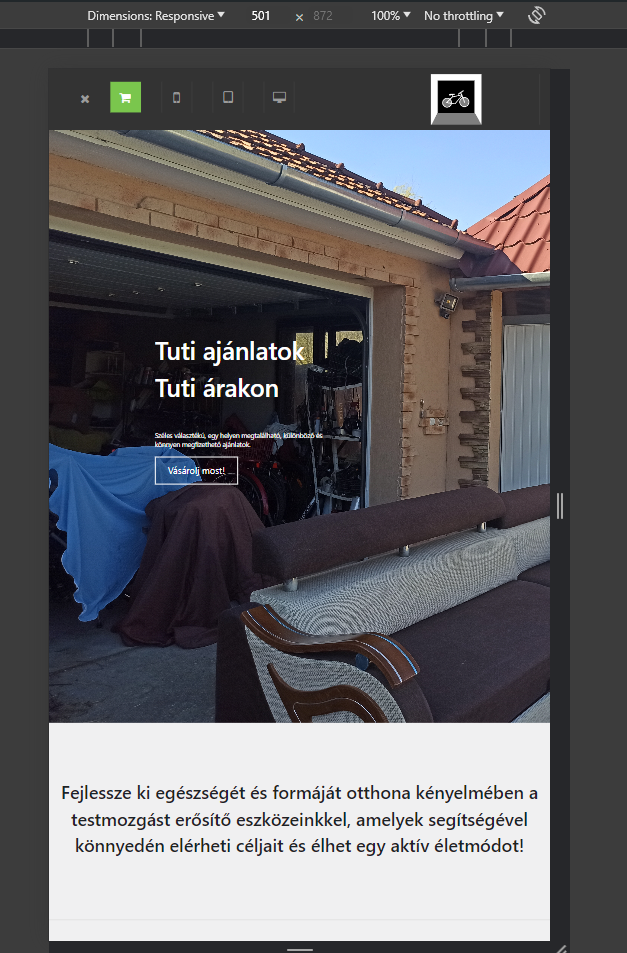 Dimensions: Responsive 501 × 872 100% No throttling
Tuti ajánlatok
Tuti árakon
Széles választékú, egy helyen megtalálható, különböző és
könnyen megfizethető ajánlatok.
Vásárolj most!
Fejlessze ki egészségét és formáját otthona kényelmében a
testmozgást erősítő eszközeinkkel, amelyek segítségével
könnyedén elérheti céljait és élhet egy aktív életmódot!